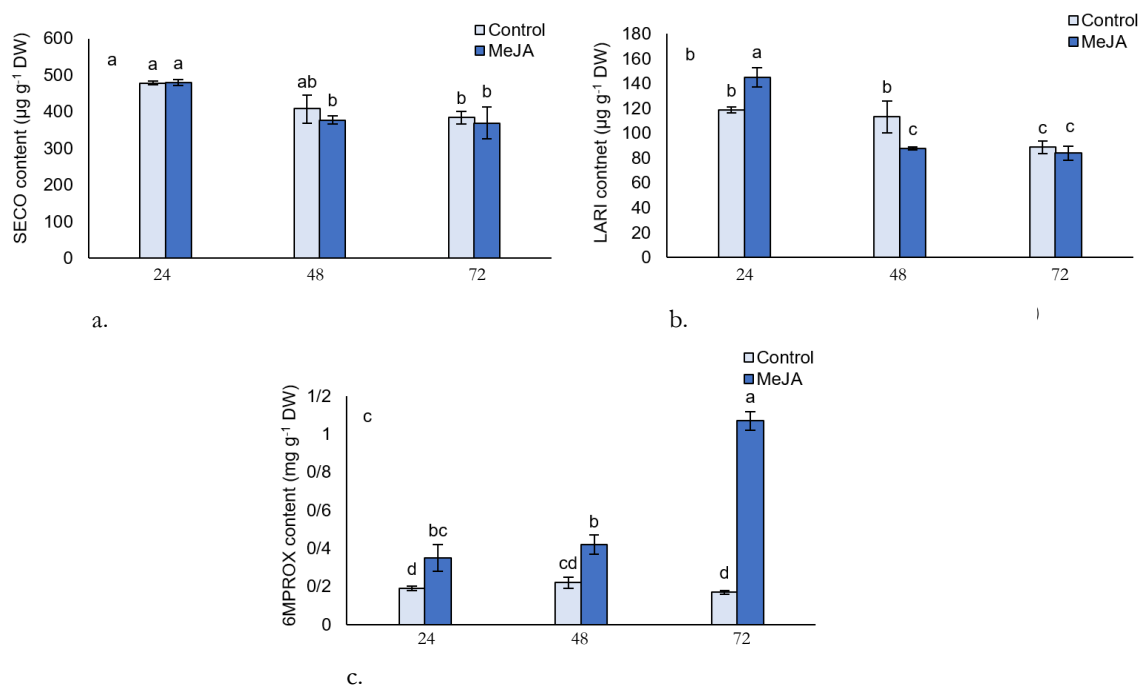 Control
MeJA
600
500
400
300
200
100
0
SECO content (µg g⁻¹ DW)
a
a
a
ab
b
b
b
24
48
72
a.
Control
MeJA
180
160
140
120
100
80
60
40
20
0
LARI contnet (µg g⁻¹ DW)
b
b
a
b
c
c
c
24
48
72
b.
)
Control
MeJA
1/2
1
0/8
0/6
0/4
0/2
0
6MPROX content (mg g⁻¹ DW)
c
d
bc
cd
b
d
a
24
48
72
c.